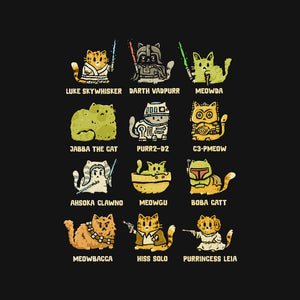 LUKE SKYWHISKER
DARTH VADPURR
MEOWDA
JABBA THE CAT
PURR2-D2
C3-PMEOW
AHSOKA CLAWNO
MEOWGU
BOBA CATT
MEOWBACCA
HISS SOLO
PURRINCESS LEIA